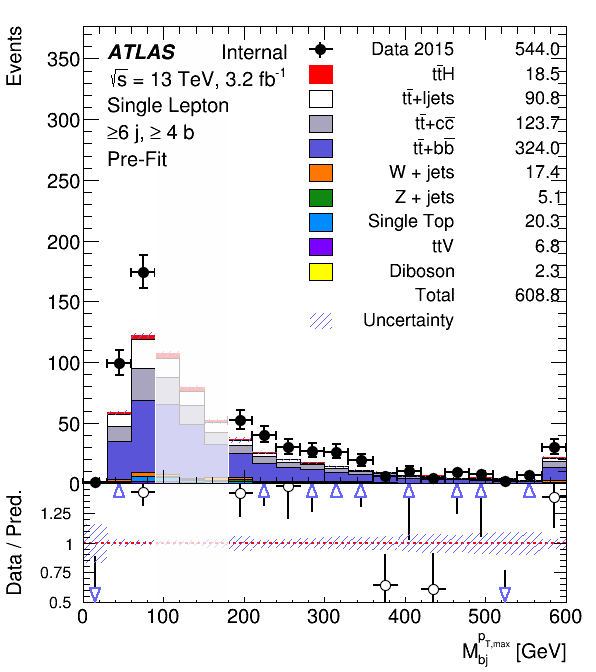 Events
ATLAS Internal
√s = 13 TeV, 3.2 fb⁻¹
Single Lepton
≥6 j, ≥ 4 b
Pre-Fit
Data 2015 544.0
tt̄H 18.5
tt̄+ljets 90.8
tt̄+cc̄ 123.7
tt̄+bb̄ 324.0
W + jets 17.4
Z + jets 5.1
Single Top 20.3
ttV 6.8
Diboson 2.3
Total 608.8
Uncertainty
350
300
250
200
150
100
50
0
Data / Pred.
1.25
1
0.75
0.5
0 100 200 300 400 500 600
M_bj^pT,max [GeV]